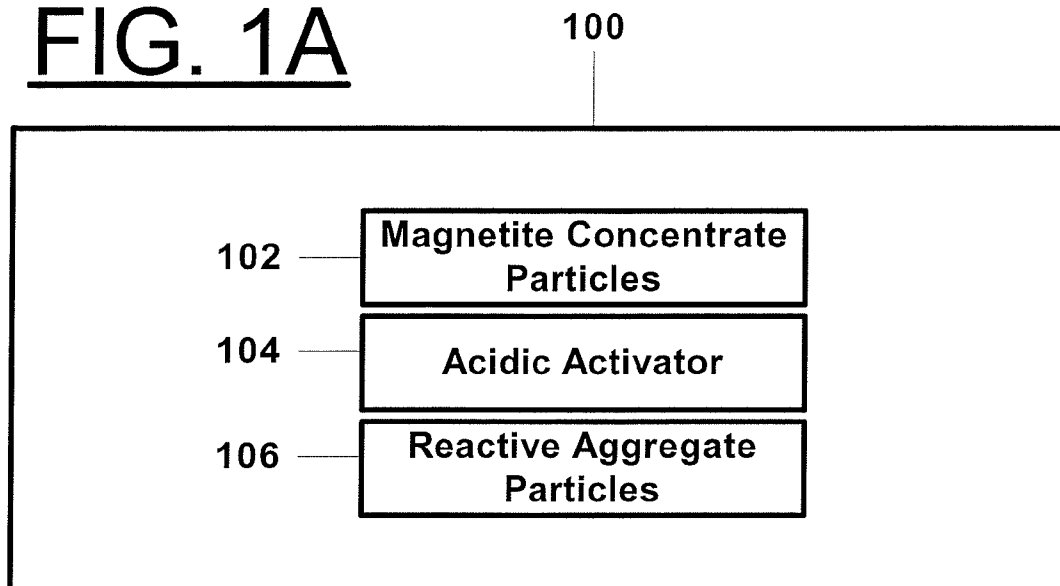 FIG. 1A
100
102
Magnetite Concentrate
Particles
104
Acidic Activator
106
Reactive Aggregate
Particles